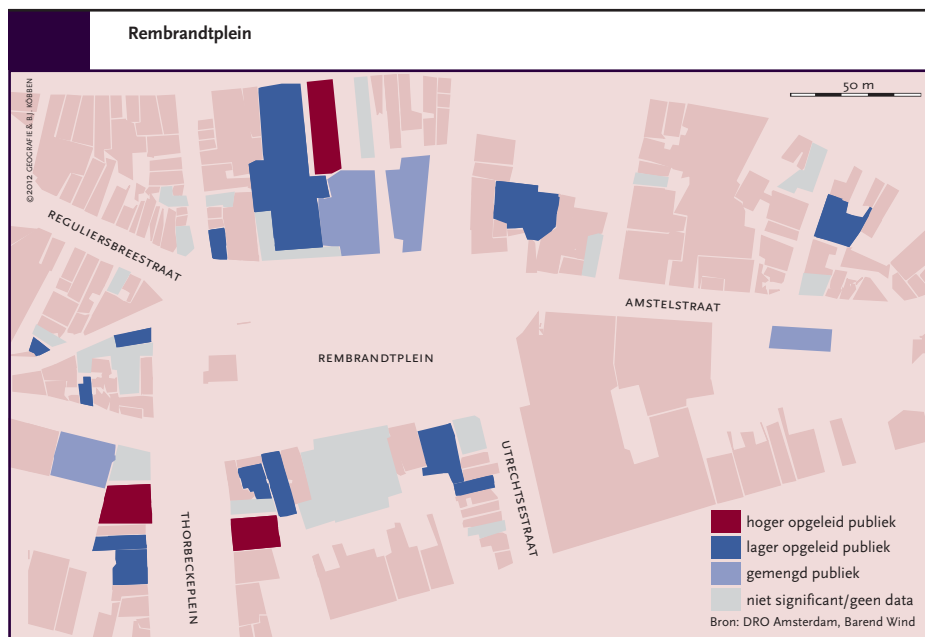 Rembrandtplein
50 m
©2012 GEOGRAFIE & B.J. KÖBBEN
REGULIERSBREESTRAAT
AMSTELSTRAAT
REMBRANDTPLEIN
UTRECHTSESTRAAT
THORBECKEPLEIN
hoger opgeleid publiek
lager opgeleid publiek
gemengd publiek
niet significant/geen data
Bron: DRO Amsterdam, Barend Wind